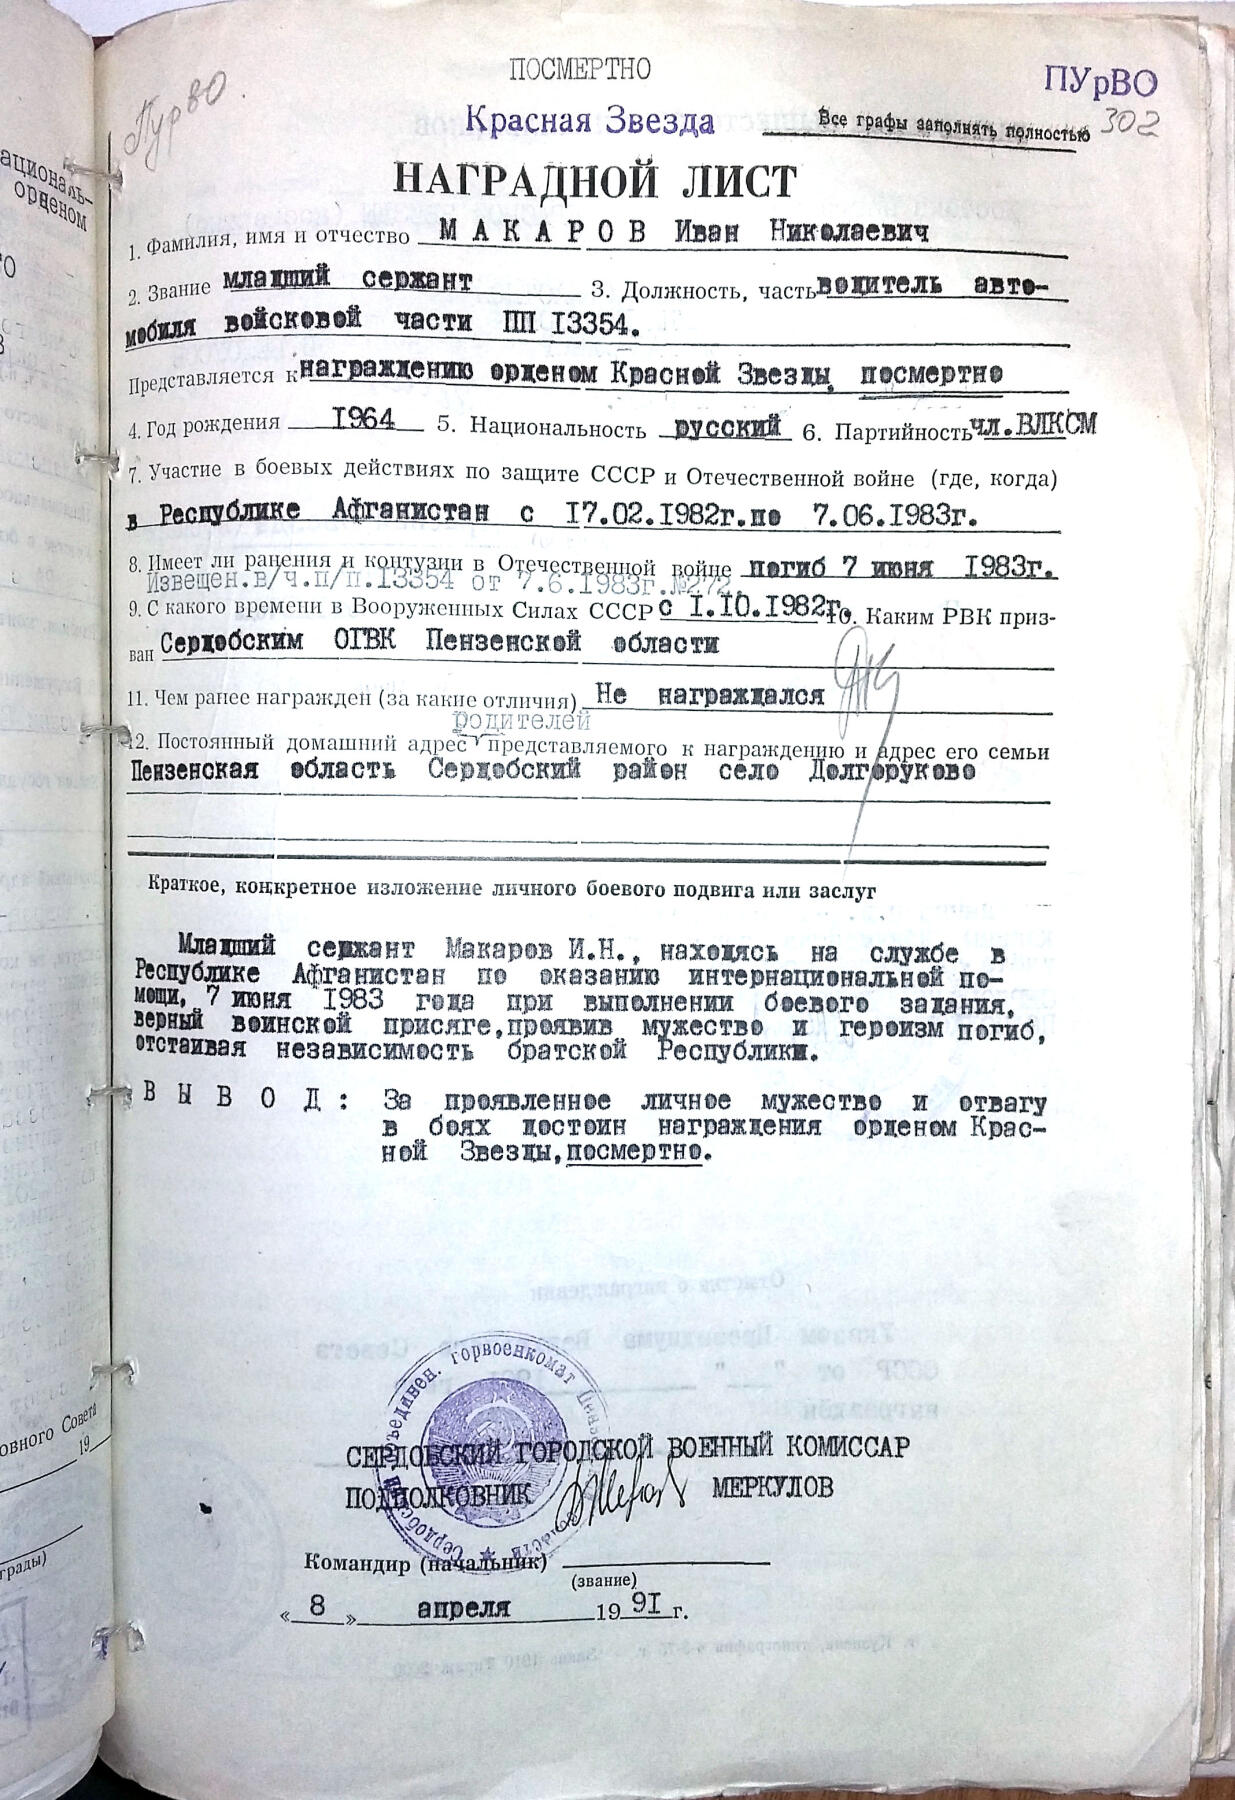 ПОСМЕРТНО
ПУрВО
ПурВО.
Красная Звезда
Все графы заполнять полностью
302
НАГРАДНОЙ ЛИСТ
1. Фамилия, имя и отчество М А К А Р О В Иван Николаевич
2. Звание младший сержант 3. Должность, часть водитель авто-
мобиля войсковой части ПП 13354.
Представляется к награждению орденом Красной Звезды, посмертно
4. Год рождения 1964 5. Национальность русский 6. Партийность чл.ВЛКСМ
7. Участие в боевых действиях по защите СССР и Отечественной войне (где, когда)
в Республике Афганистан с 17.02.1982г.по 7.06.1983г.
8. Имеет ли ранения и контузии в Отечественной войне погиб 7 июня 1983г.
Извещен.в/ч.п/п.13354 от 7.6.1983г.№272.
9. С какого времени в Вооруженных Силах СССР с 1.10.1982г. 10. Каким РВК приз-
ван Сердобским ОГВК Пензенской области
11. Чем ранее награжден (за какие отличия) Не награждался
родителей
12. Постоянный домашний адрес представляемого к награждению и адрес его семьи
Пензенская область Сердобский район село Долгоруково
Краткое, конкретное изложение личного боевого подвига или заслуг
Младший сержант Макаров И.Н., находясь на службе в
Республике Афганистан по оказанию интернациональной по-
мощи, 7 июня 1983 года при выполнении боевого задания,
верный воинской присяге,проявив мужество и героизм погиб,
отстаивая независимость братской Республики.
В Ы В О Д : За проявленное личное мужество и отвагу
в боях достоин награждения орденом Крас-
ной Звезды,посмертно.
СЕРДОБСКИЙ ГОРОДСКОЙ ВОЕННЫЙ КОМИССАР
ПОДПОЛКОВНИК МЕРКУЛОВ
Командир (начальник)
(звание)
«8» апреля 1991 г.
ациональ-
орденом
овного Совета
19
грады)